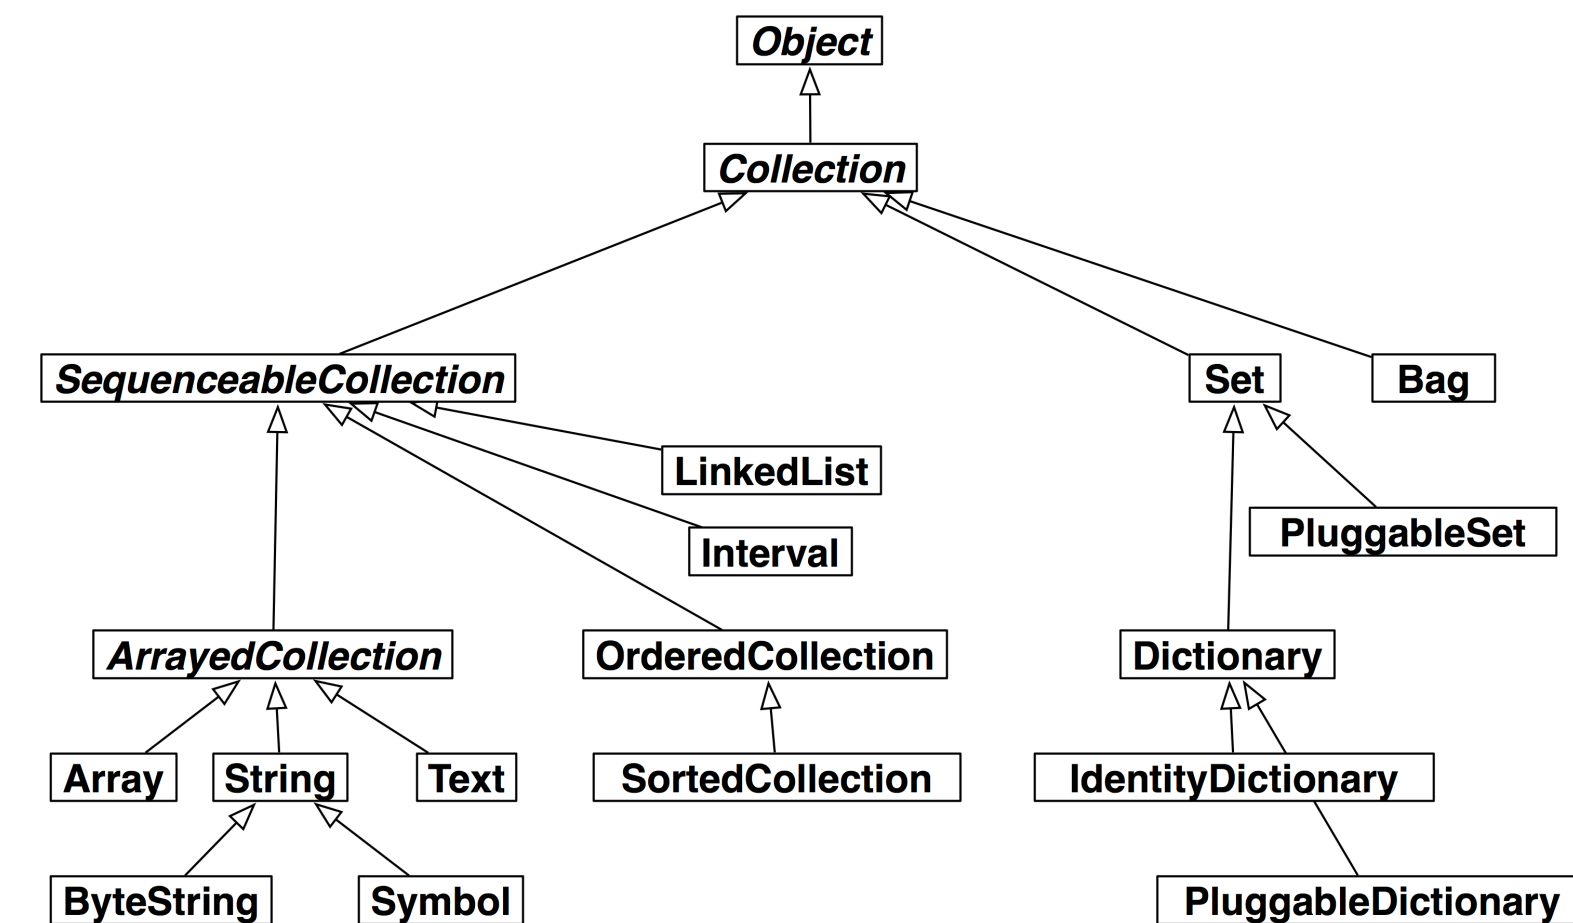 Object
Collection
SequenceableCollection
Set
Bag
LinkedList
PluggableSet
Interval
ArrayedCollection
OrderedCollection
Dictionary
Array
String
Text
SortedCollection
IdentityDictionary
ByteString
Symbol
PluggableDictionary